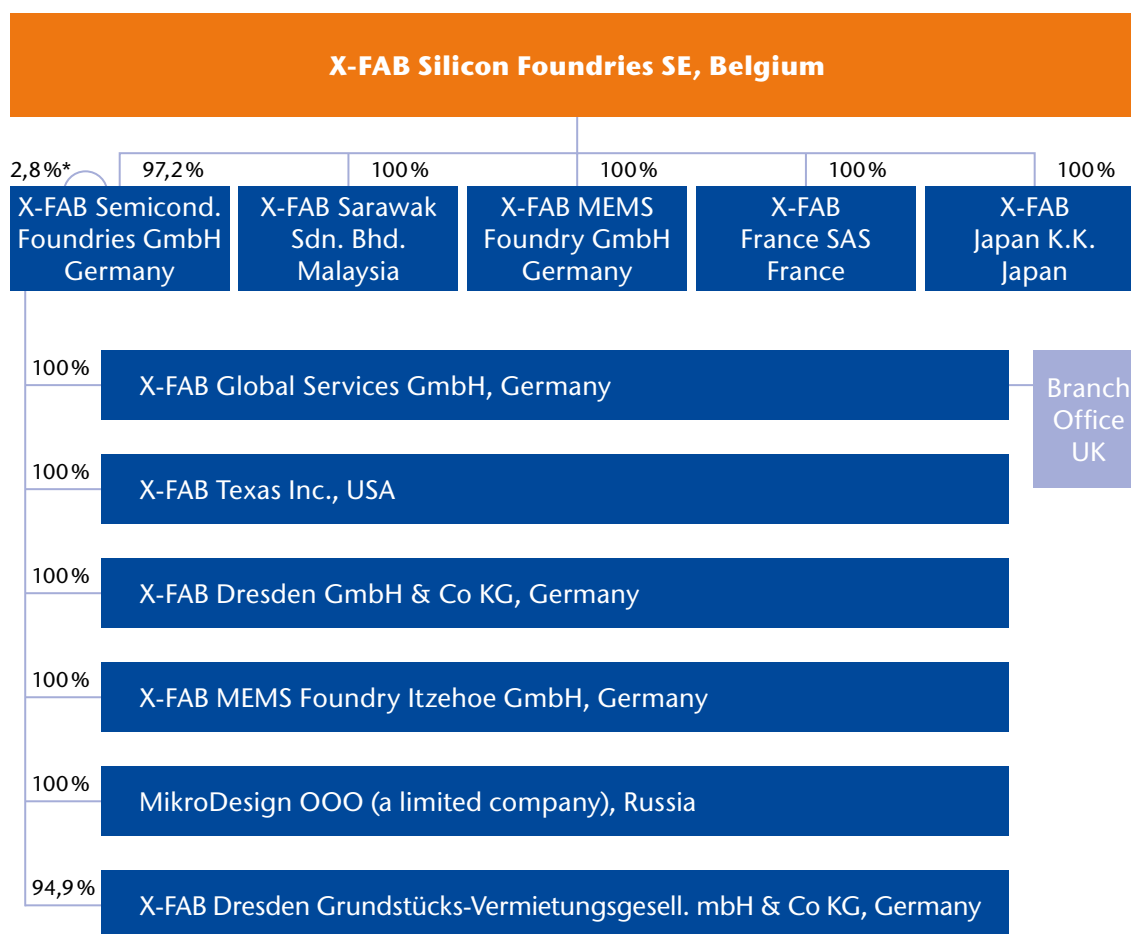 X-FAB Silicon Foundries SE, Belgium
2,8%* 97,2% 100% 100% 100% 100%
X-FAB Semicond.
Foundries GmbH
Germany
X-FAB Sarawak
Sdn. Bhd.
Malaysia
X-FAB MEMS
Foundry GmbH
Germany
X-FAB
France SAS
France
X-FAB
Japan K.K.
Japan
100%
X-FAB Global Services GmbH, Germany
Branch
Office
UK
100%
X-FAB Texas Inc., USA
100%
X-FAB Dresden GmbH & Co KG, Germany
100%
X-FAB MEMS Foundry Itzehoe GmbH, Germany
100%
MikroDesign OOO (a limited company), Russia
94,9%
X-FAB Dresden Grundstücks-Vermietungsgesell. mbH & Co KG, Germany